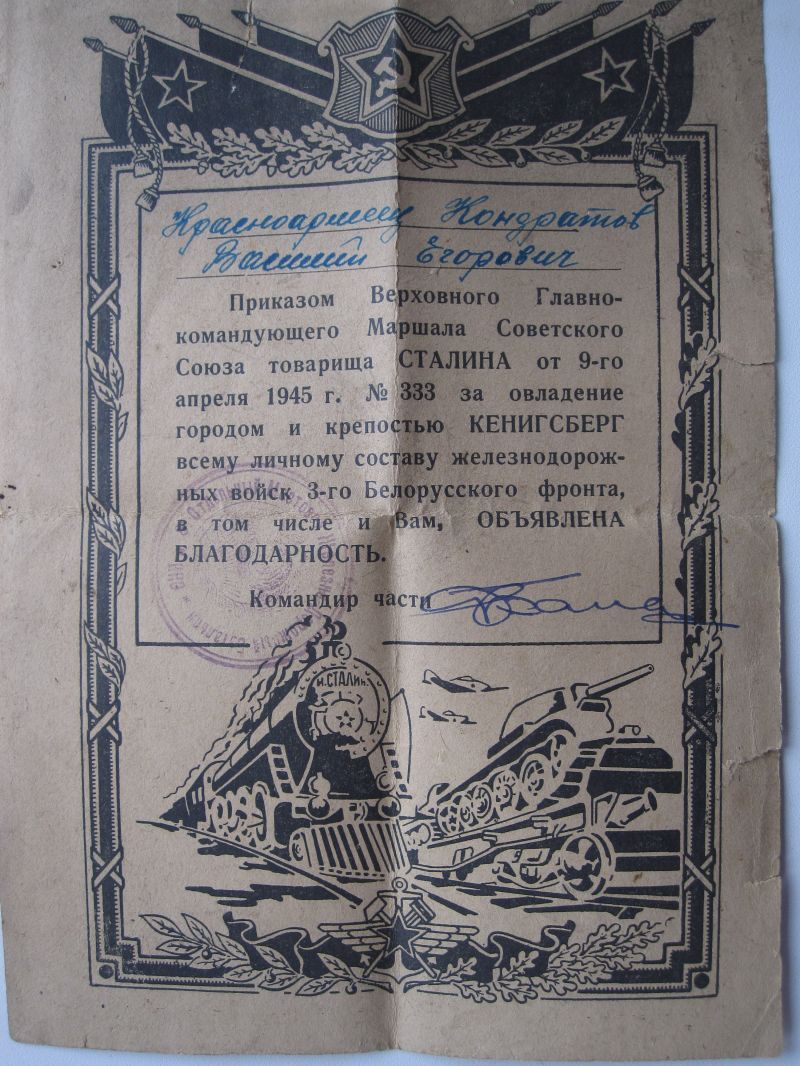 Красноармеец Кондратов
Василий Егорович
Приказом Верховного Главно-
командующего Маршала Советского
Союза товарища СТАЛИНА от 9-го
апреля 1945 г. № 333 за овладение
городом и крепостью КЕНИГСБЕРГ
всему личному составу железнодорож-
ных войск 3-го Белорусского фронта,
в том числе и Вам, ОБЪЯВЛЕНА
БЛАГОДАРНОСТЬ.
Командир части
И.СТАЛИН.